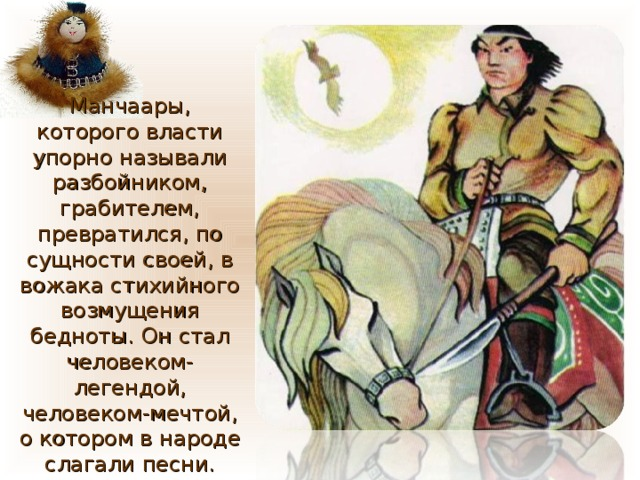 Манчаары,
которого власти
упорно называли
разбойником,
грабителем,
превратился, по
сущности своей, в
вожака стихийного
возмущения
бедноты. Он стал
человеком-
легендой,
человеком-мечтой,
о котором в народе
слагали песни.